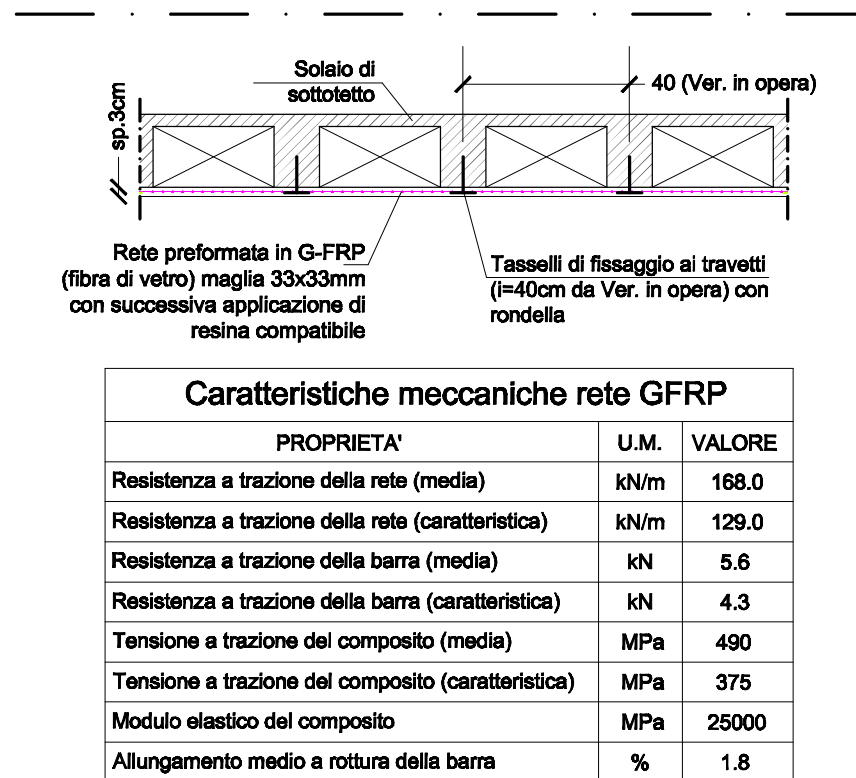 Solaio di
sottotetto
40 (Ver. in opera)
sp.3cm
Rete preformata in G-FRP
(fibra di vetro) maglia 33x33mm
con successiva applicazione di
resina compatibile
Tasselli di fissaggio ai travetti
(i=40cm da Ver. in opera) con
rondella
Caratteristiche meccaniche rete GFRP
PROPRIETA' U.M. VALORE
Resistenza a trazione della rete (media) kN/m 168.0
Resistenza a trazione della rete (caratteristica) kN/m 129.0
Resistenza a trazione della barra (media) kN 5.6
Resistenza a trazione della barra (caratteristica) kN 4.3
Tensione a trazione del composito (media) MPa 490
Tensione a trazione del composito (caratteristica) MPa 375
Modulo elastico del composito MPa 25000
Allungamento medio a rottura della barra % 1.8